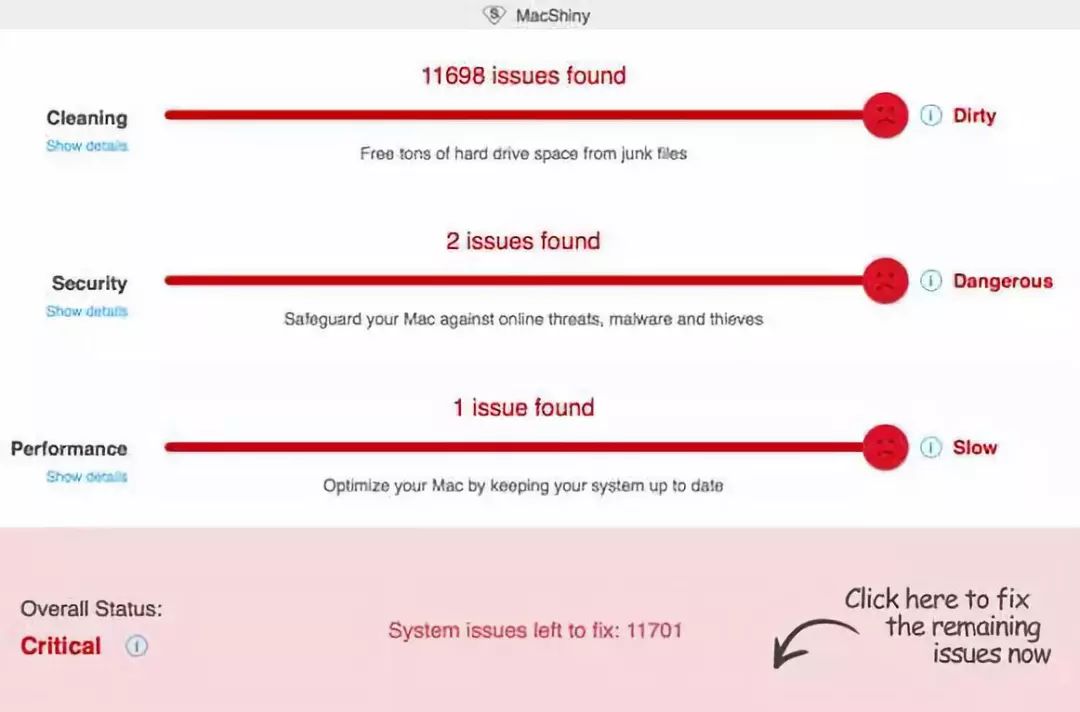 MacShiny
11698 issues found
Cleaning
Dirty
Show details
Free tons of hard drive space from junk files
2 issues found
Security
Dangerous
Show details
Safeguard your Mac against online threats, malware and thieves
1 issue found
Performance
Slow
Show details
Optimize your Mac by keeping your system up to date
Overall Status:
Critical
System issues left to fix: 11701
Click here to fix
the remaining
issues now